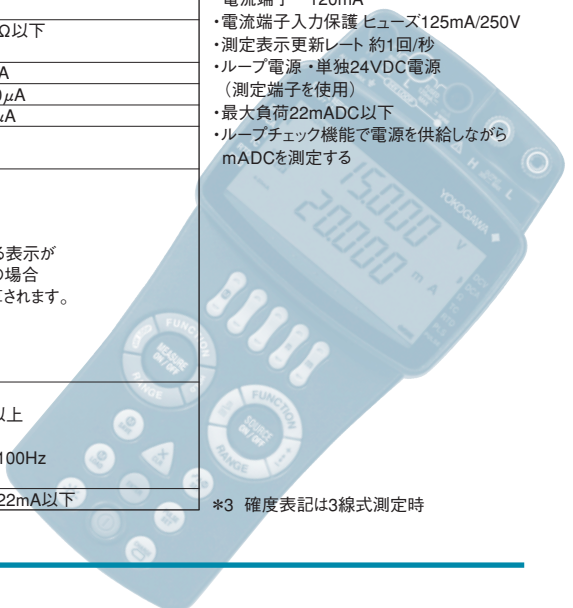 Ω以下
A
μA
μA
る表示が
の場合
されます。
以上
100Hz
22mA以下
電流端子 120mA
・電流端子入力保護 ヒューズ125mA/250V
・測定表示更新レート 約1回/秒
・ループ電源・単独24VDC電源
（測定端子を使用）
・最大負荷22mADC以下
・ループチェック機能で電源を供給しながら
mADCを測定する
YOKOGAWA
H
L
15.000 V
20.000 mA
FUNCTION
MEASURE
ON/OFF
RANGE
FUNCTION
SOURCE
ON/OFF
RANGE
*3 確度表記は3線式測定時